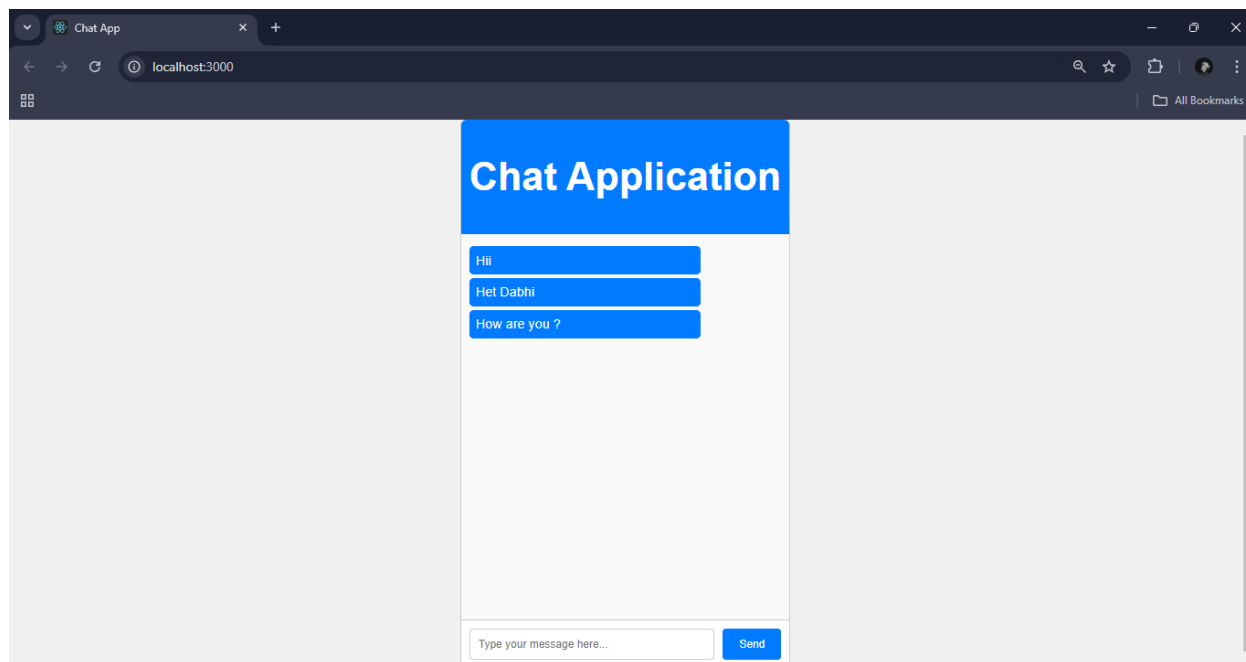 Chat App
localhost:3000
All Bookmarks
Chat Application
Hii
Het Dabhi
How are you ?
Type your message here...
Send